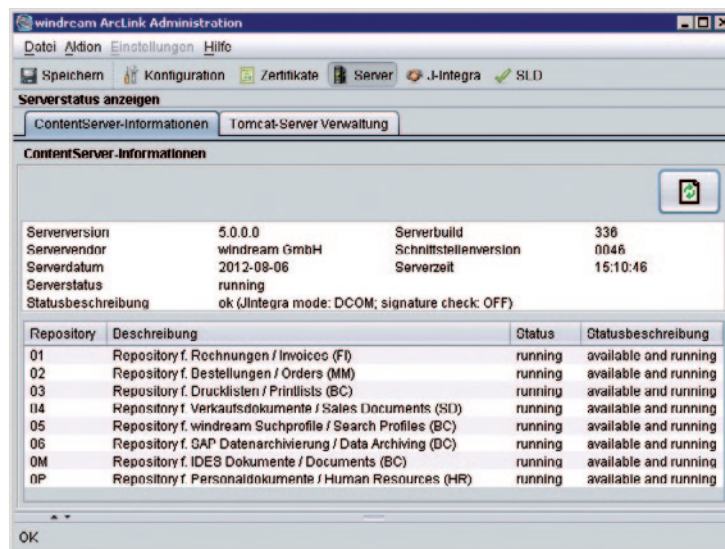 windream ArcLink Administration
Datei Aktion Einstellungen Hilfe
Speichern Konfiguration Zertifikate Server J-Integra SLD
Serverstatus anzeigen
ContentServer-Informationen Tomcat-Server Verwaltung
ContentServer-Informationen
Serverversion 5.0.0.0 Serverbuild 336
Servervendor windream GmbH Schnittstellenversion 0046
Serverdatum 2012-08-06 Serverzeit 15:10:46
Serverstatus running
Statusbeschreibung ok (JIntegra mode: DCOM; signature check: OFF)
Repository Beschreibung Status Statusbeschreibung
01 Repository f. Rechnungen / Invoices (FI) running available and running
02 Repository f. Bestellungen / Orders (MM) running available and running
03 Repository f. Drucklisten / Printlists (BC) running available and running
04 Repository f. Verkaufsdokumente / Sales Documents (SD) running available and running
05 Repository f. windream Suchprofile / Search Profiles (BC) running available and running
06 Repository f. SAP Datenarchivierung / Data Archiving (BC) running available and running
0M Repository f. IDES Dokumente / Documents (BC) running available and running
0P Repository f. Personaldokumente / Human Resources (HR) running available and running
OK